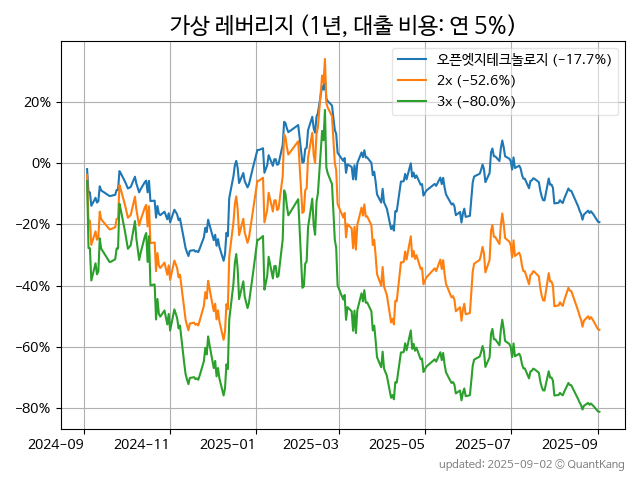 가상 레버리지 (1년, 대출 비용: 연 5%)
오픈엣지테크놀로지 (−17.7%)
2x (−52.6%)
3x (−80.0%)
20%
0%
−20%
−40%
−60%
−80%
2024-09
2024-11
2025-01
2025-03
2025-05
2025-07
2025-09
updated: 2025-09-02 © QuantKang